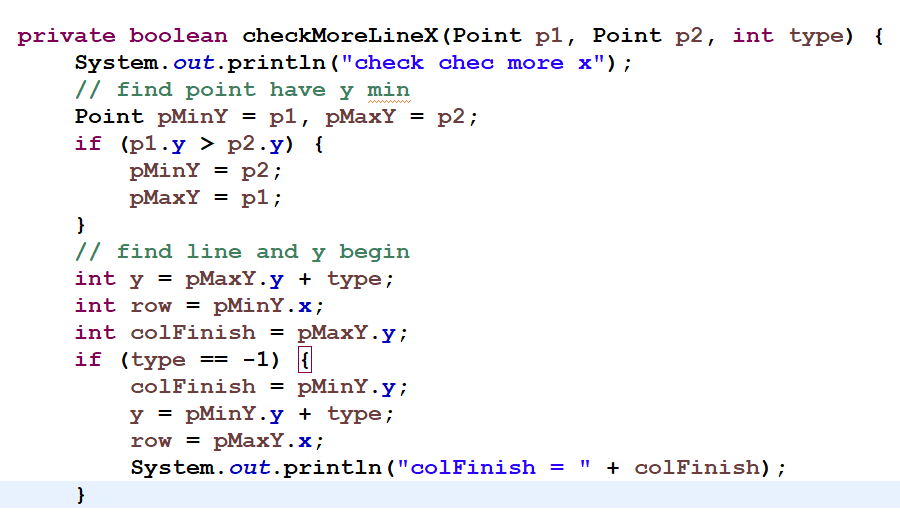 private boolean checkMoreLineX(Point p1, Point p2, int type) {
System.out.println("check chec more x");
// find point have y min
Point pMinY = p1, pMaxY = p2;
if (p1.y > p2.y) {
pMinY = p2;
pMaxY = p1;
}
// find line and y begin
int y = pMaxY.y + type;
int row = pMinY.x;
int colFinish = pMaxY.y;
if (type == -1) {
colFinish = pMinY.y;
y = pMinY.y + type;
row = pMaxY.x;
System.out.println("colFinish = " + colFinish);
}